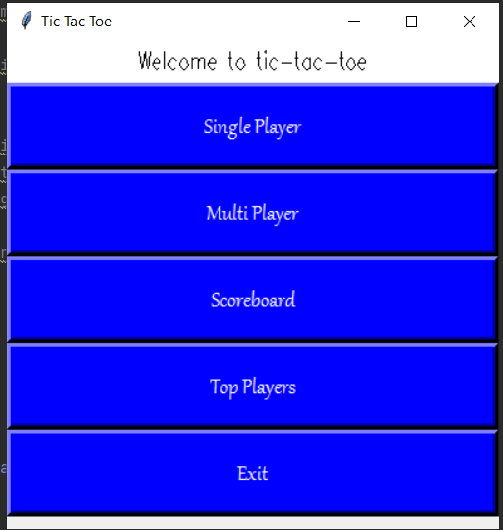 Tic Tac Toe
Welcome to tic-tac-toe
Single Player
Multi Player
Scoreboard
Top Players
Exit